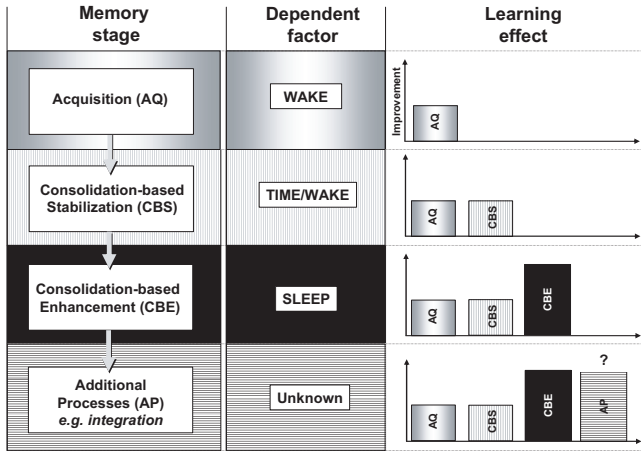 Memory stage
Dependent factor
Learning effect
Acquisition (AQ)
WAKE
Improvement
AQ
Consolidation-based
Stabilization (CBS)
TIME/WAKE
AQ
CBS
Consolidation-based
Enhancement (CBE)
SLEEP
AQ
CBS
CBE
Additional
Processes (AP)
e.g. integration
Unknown
AQ
CBS
CBE
?
AP